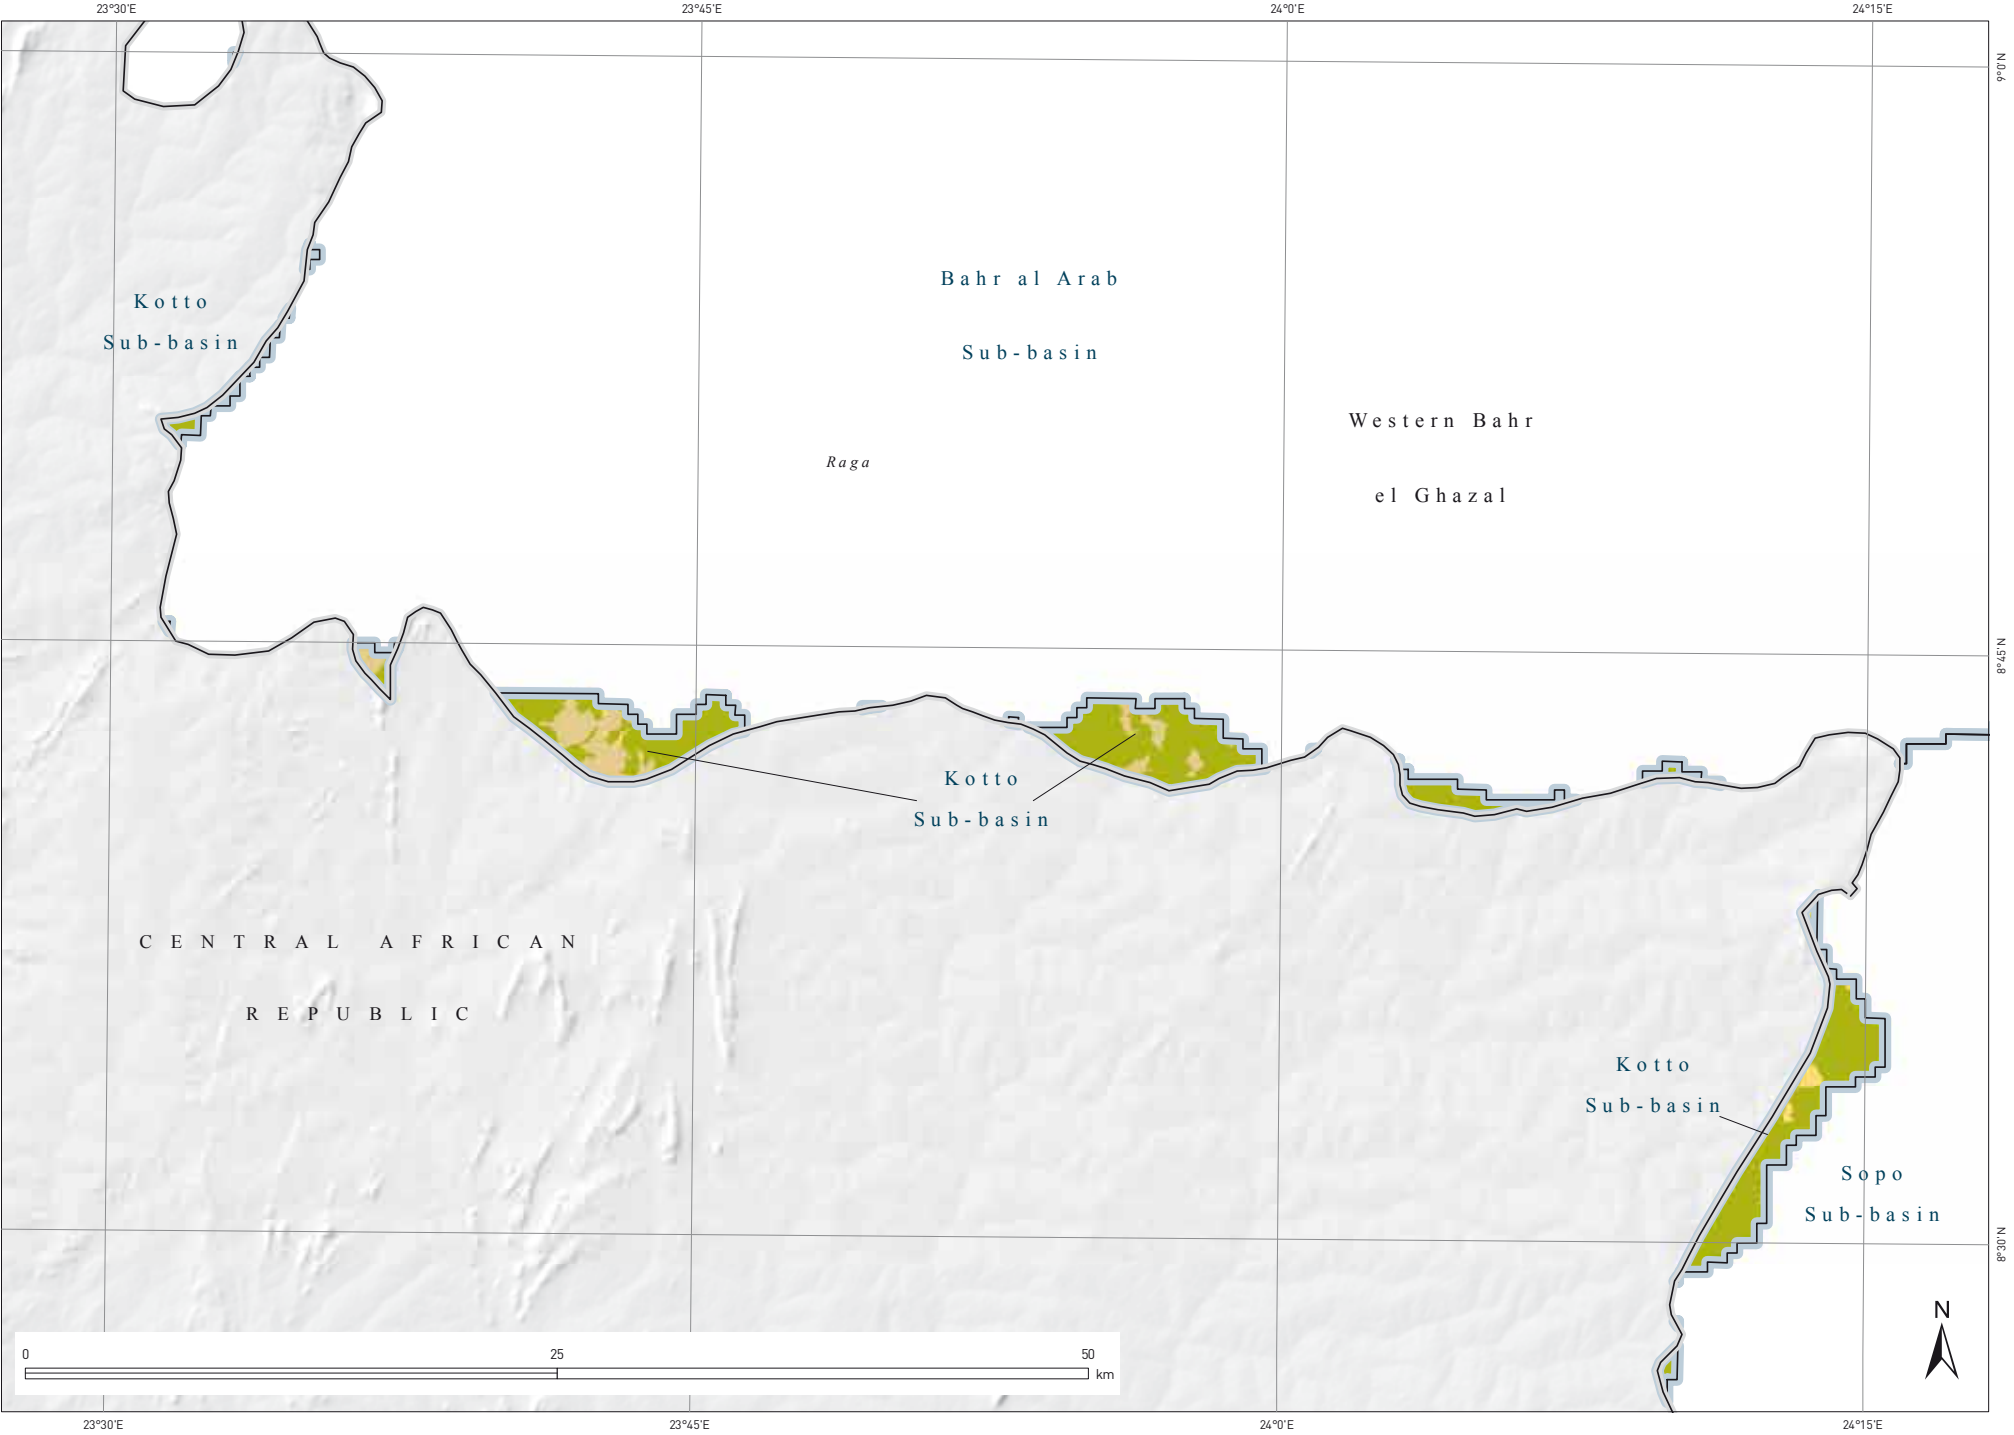 23°30'E 23°45'E 24°0'E 24°15'E
9°0'N
Bahr al Arab
Kotto
Sub-basin
Sub-basin
Western Bahr
Raga
el Ghazal
8°45'N
Kotto
Sub-basin
CENTRAL AFRICAN
REPUBLIC
Kotto
Sub-basin
Sopo
Sub-basin
8°30'N
N
0 25 50
km
23°30'E 23°45'E 24°0'E 24°15'E